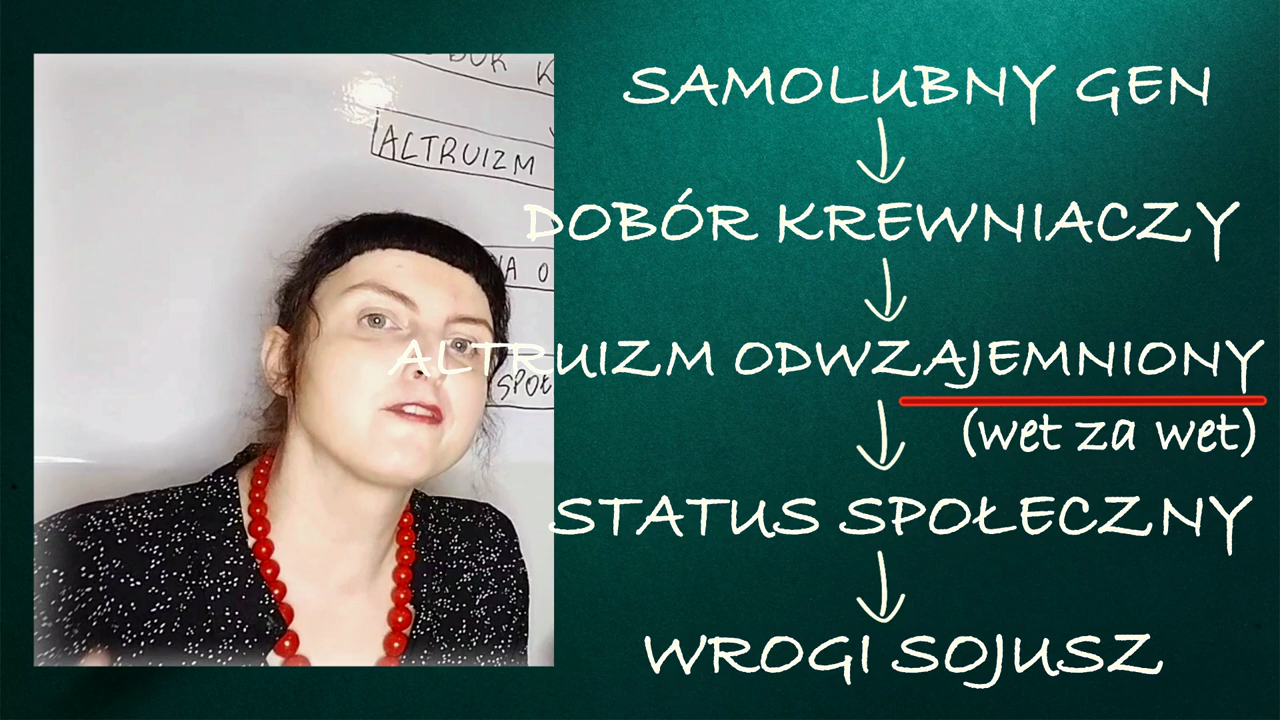 SAMOLUBNY GEN
DOBÓR KREWNIACZY
ALTRUIZM ODWZAJEMNIONY
(wet za wet)
STATUS SPOŁECZNY
WROGI SOJUSZ
ALTRUIZM